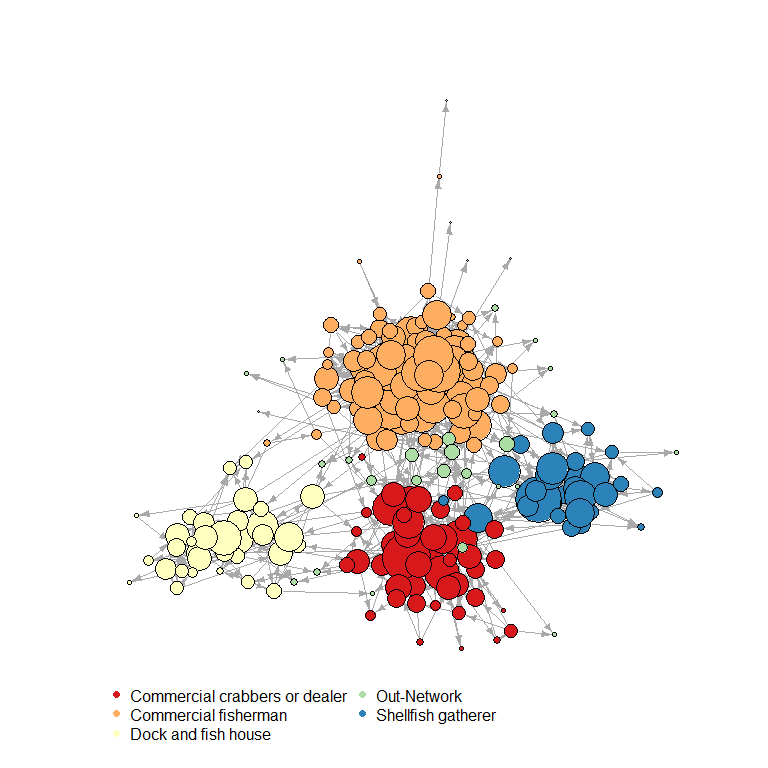 Commercial crabbers or dealer
Commercial fisherman
Dock and fish house
Out-Network
Shellfish gatherer